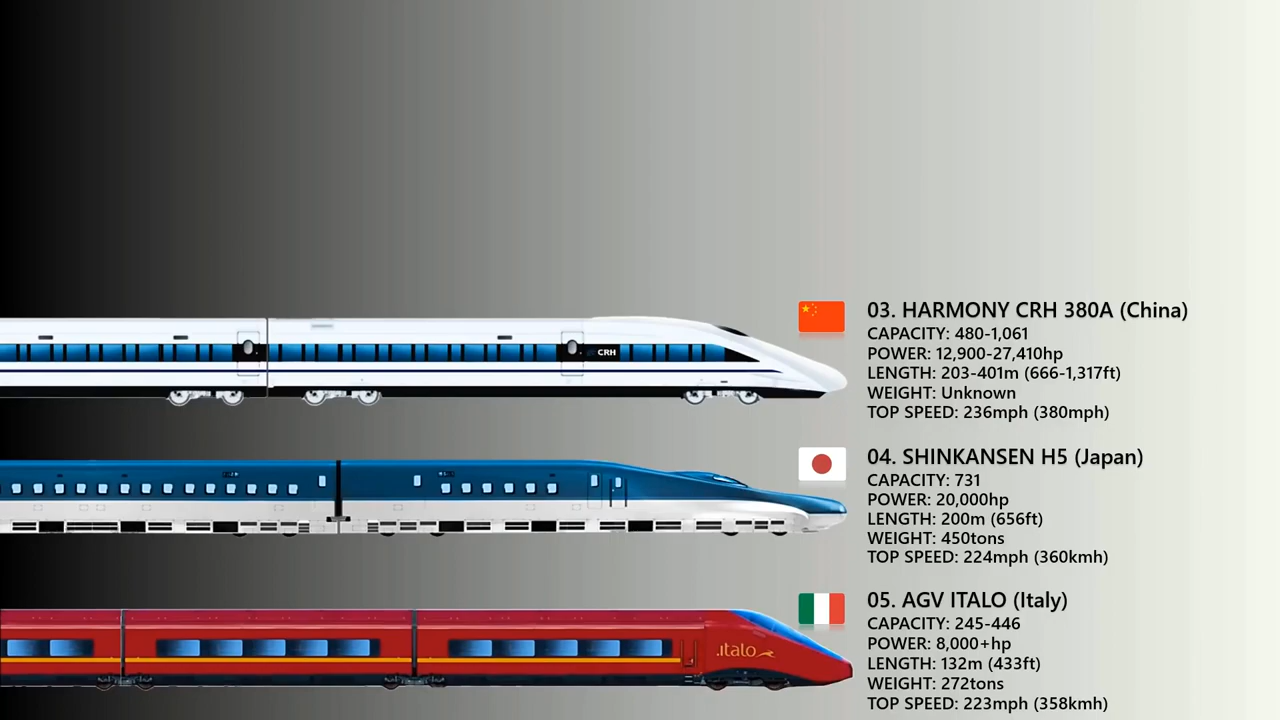 03. HARMONY CRH 380A (China)
CAPACITY: 480-1,061
POWER: 12,900-27,410hp
LENGTH: 203-401m (666-1,317ft)
WEIGHT: Unknown
TOP SPEED: 236mph (380mph)
CRH
04. SHINKANSEN H5 (Japan)
CAPACITY: 731
POWER: 20,000hp
LENGTH: 200m (656ft)
WEIGHT: 450tons
TOP SPEED: 224mph (360kmh)
05. AGV ITALO (Italy)
CAPACITY: 245-446
POWER: 8,000+hp
LENGTH: 132m (433ft)
WEIGHT: 272tons
TOP SPEED: 223mph (358kmh)
.italo